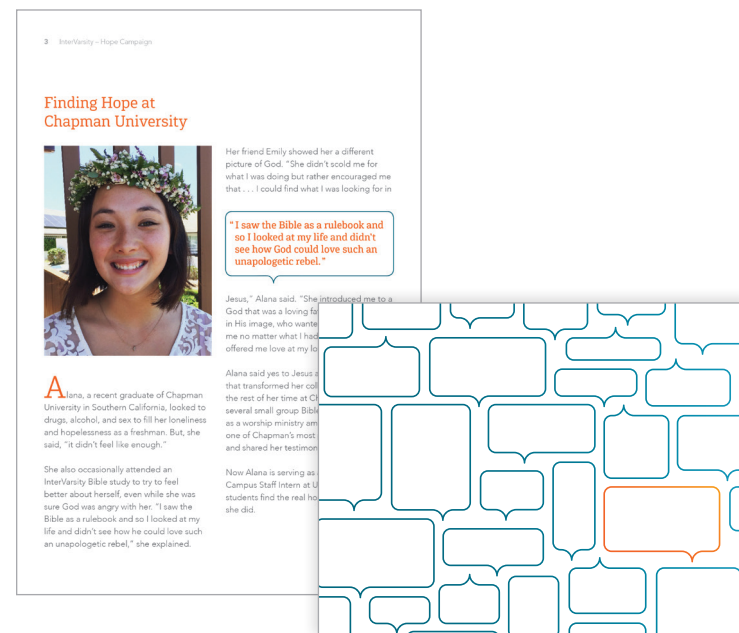 3 InterVarsity – Hope Campaign
Finding Hope at
Chapman University
Alana, a recent graduate of Chapman
University in Southern California, looked to
drugs, alcohol, and sex to fill her loneliness
and hopelessness as a freshman. But, she
said, “it didn’t feel like enough.”
She also occasionally attended an
InterVarsity Bible study to try to feel
better about herself, even while she was
sure God was angry with her. “I saw the
Bible as a rulebook and so I looked at my
life and didn’t see how he could love such
an unapologetic rebel,” she explained.
Her friend Emily showed her a different
picture of God. “She didn’t scold me for
what I was doing but rather encouraged me
that . . . I could find what I was looking for in
“I saw the Bible as a rulebook and
so I looked at my life and didn’t
see how God could love such an
unapologetic rebel.”
Jesus,” Alana said. “She introduced me to a
God that was a loving
in His image, who
me no matter what I had
offered me love at my
Alana said yes to Jesus
that transformed her
the rest of her time at
several small group
as a worship ministry
one of Chapman’s most
and shared her
Now Alana is serving as
Campus Staff Intern at
students find the real
she did.